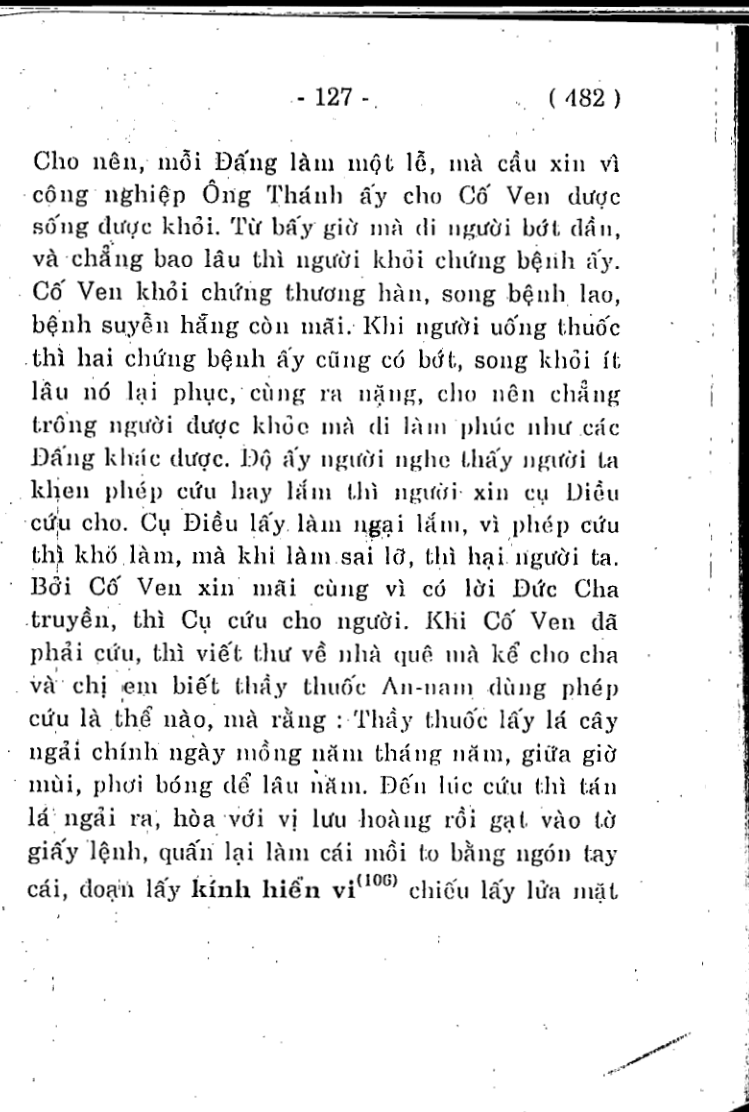 - 127 - ( 482 )
Cho nên, mỗi Đấng làm một lễ, mà cầu xin vì
công nghiệp Ông Thánh ấy cho Cố Ven được
sống được khỏi. Từ bấy giờ mà đi người bớt dần,
và chẳng bao lâu thì người khỏi chứng bệnh ấy.
Cố Ven khỏi chứng thương hàn, song bệnh lao,
bệnh suyễn hẵng còn mãi. Khi người uống thuốc
thì hai chứng bệnh ấy cũng có bớt, song khỏi ít
lâu nó lại phục, cùng ra nặng, cho nên chẳng
trông người được khỏe mà đi làm phúc như các
Đấng khác được. Độ ấy người nghe thấy người ta
khen phép cứu hay lắm thì người xin cụ Điều
cứu cho. Cụ Điều lấy làm ngại lắm, vì phép cứu
thì khó làm, mà khi làm sai lỡ, thì hại người ta.
Bởi Cố Ven xin mãi cùng vì có lời Đức Cha
truyền, thì Cụ cứu cho người. Khi Cố Ven đã
phải cứu, thì viết thư về nhà quê mà kể cho cha
và chị em biết thầy thuốc An-nam dùng phép
cứu là thể nào, mà rằng : Thầy thuốc lấy lá cây
ngải chính ngày mồng năm tháng năm, giữa giờ
mùi, phơi bóng để lâu năm. Đến lúc cứu thì tán
lá ngải ra, hòa với vị lưu hoàng rồi gạt vào tờ
giấy lệnh, quấn lại làm cái mồi to bằng ngón tay
cái, đoạn lấy kính hiển vi(106) chiếu lấy lửa mặt